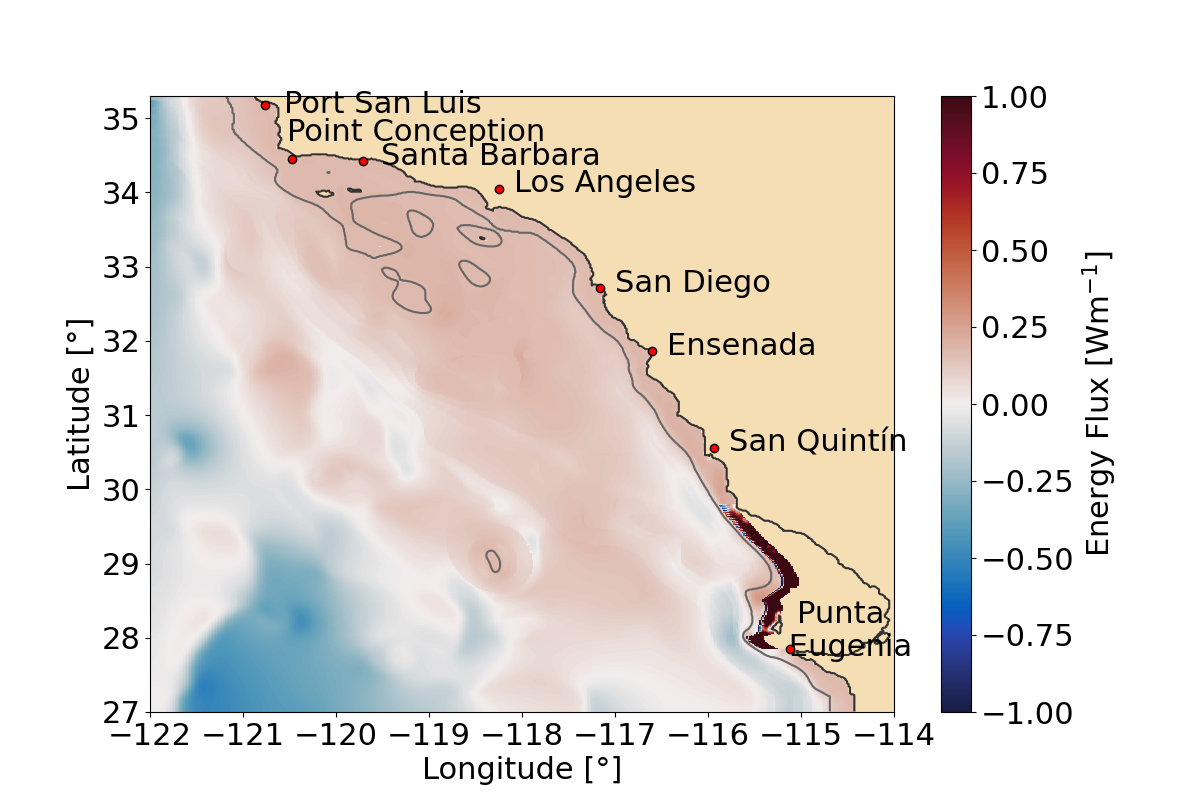 Port San Luis
Point Conception
Santa Barbara
Los Angeles
San Diego
Ensenada
San Quintín
Punta
Eugenia
35
34
33
32
31
30
29
28
27
Latitude [°]
−122 −121 −120 −119 −118 −117 −116 −115 −114
Longitude [°]
1.00
0.75
0.50
0.25
0.00
−0.25
−0.50
−0.75
−1.00
Energy Flux [Wm⁻¹]